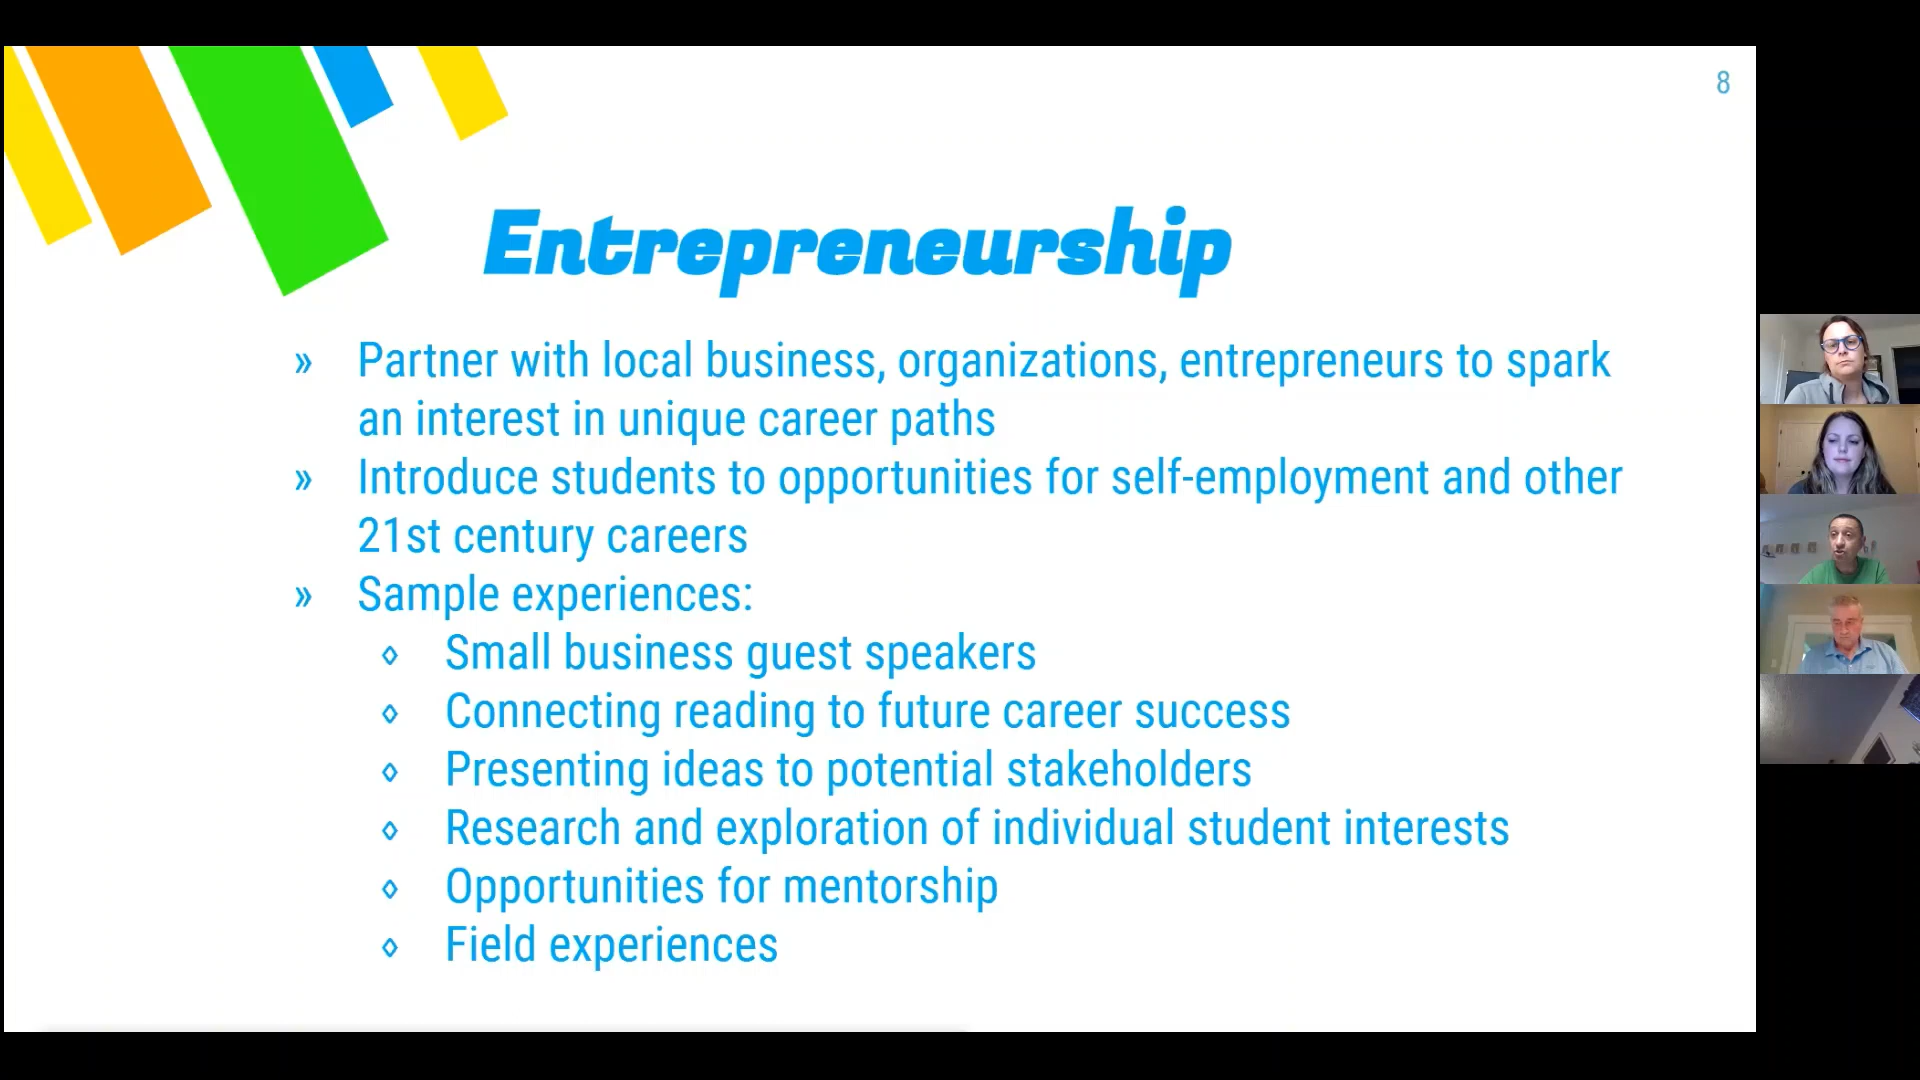 8
Entrepreneurship
» Partner with local business, organizations, entrepreneurs to spark
an interest in unique career paths
» Introduce students to opportunities for self-employment and other
21st century careers
» Sample experiences:
⬨ Small business guest speakers
⬨ Connecting reading to future career success
⬨ Presenting ideas to potential stakeholders
⬨ Research and exploration of individual student interests
⬨ Opportunities for mentorship
⬨ Field experiences